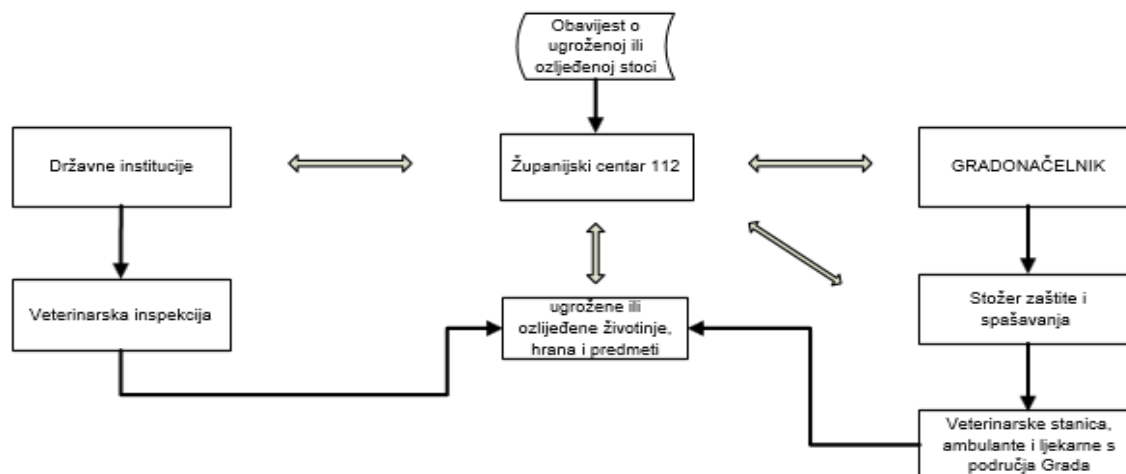 Obavijest o
ugroženoj ili
ozljeđenoj stoci
Državne institucije
Županijski centar 112
GRADONAČELNIK
Veterinarska inspekcija
ugrožene ili
ozlijeđene životinje,
hrana i predmeti
Stožer zaštite i
spašavanja
Veterinarske stanica,
ambulante i ljekarne s
područja Grada